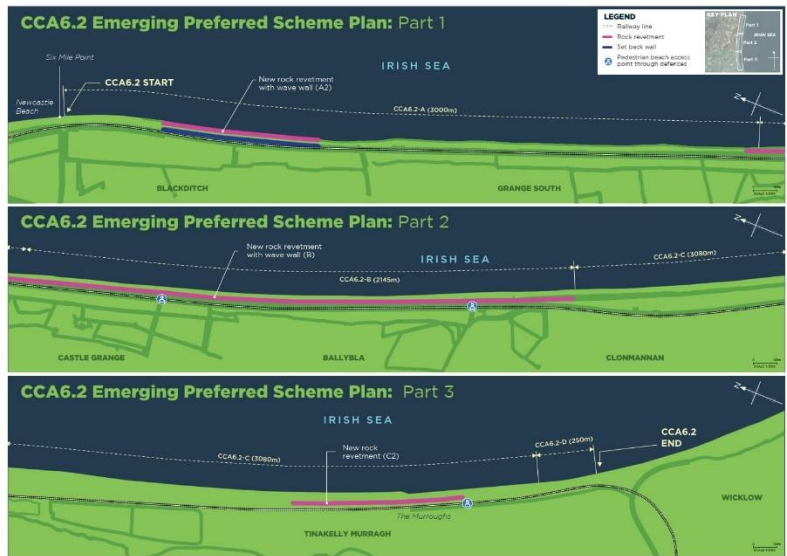 CCA6.2 Emerging Preferred Scheme Plan: Part 1
LEGEND
Railway line
Rock revetment
Set back wall
Pedestrian beach access
point through defences
KEY PLAN
Part 1
IRISH SEA
Part 2
Part 3
Six Mile Point
CCA6.2 START
Newcastle
Beach
New rock revetment
with wave wall (A2)
IRISH SEA
CCA6.2-A (3000m)
N
BLACKDITCH
GRANGE SOUTH
CCA6.2 Emerging Preferred Scheme Plan: Part 2
New rock revetment
with wave wall (B)
IRISH SEA
CCA6.2-B (2145m)
CCA6.2-C (3080m)
N
CASTLE GRANGE
BALLYBLA
CLONMANNAN
CCA6.2 Emerging Preferred Scheme Plan: Part 3
IRISH SEA
CCA6.2-C (3080m)
New rock
revetment (C2)
CCA6.2-D (250m)
CCA6.2
END
N
The Murroughs
TINAKELLY MURRAGH
WICKLOW